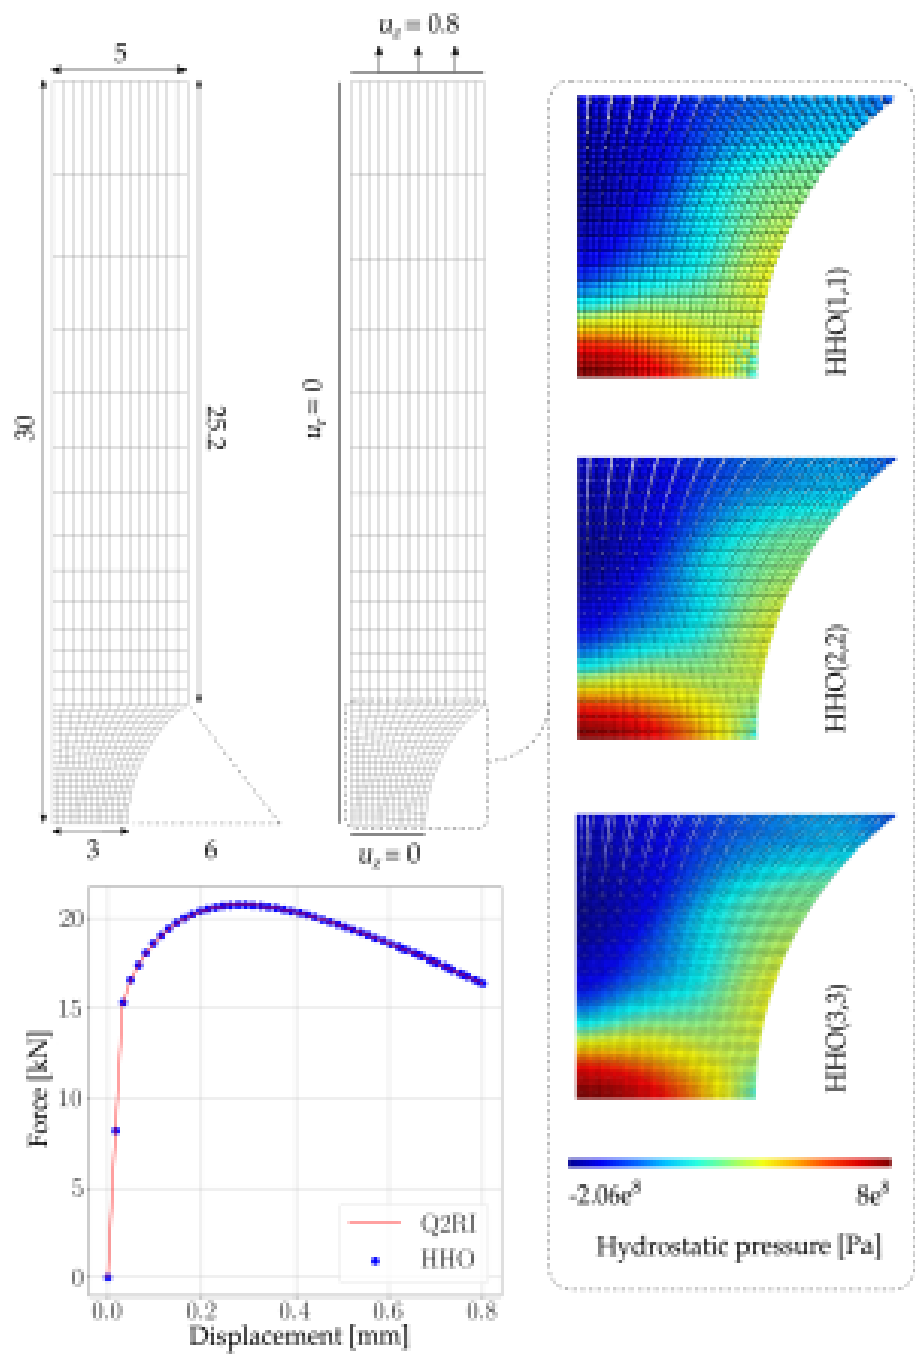 5
u_z = 0.8
30
25.2
u_r = 0
3
6
u_z = 0
HHO(1,1)
HHO(2,2)
HHO(3,3)
-2.06e^8
8e^8
Hydrostatic pressure [Pa]
Force [kN]
20
15
10
5
0
Q2RI
HHO
0.0 0.2 0.4 0.6 0.8
Displacement [mm]